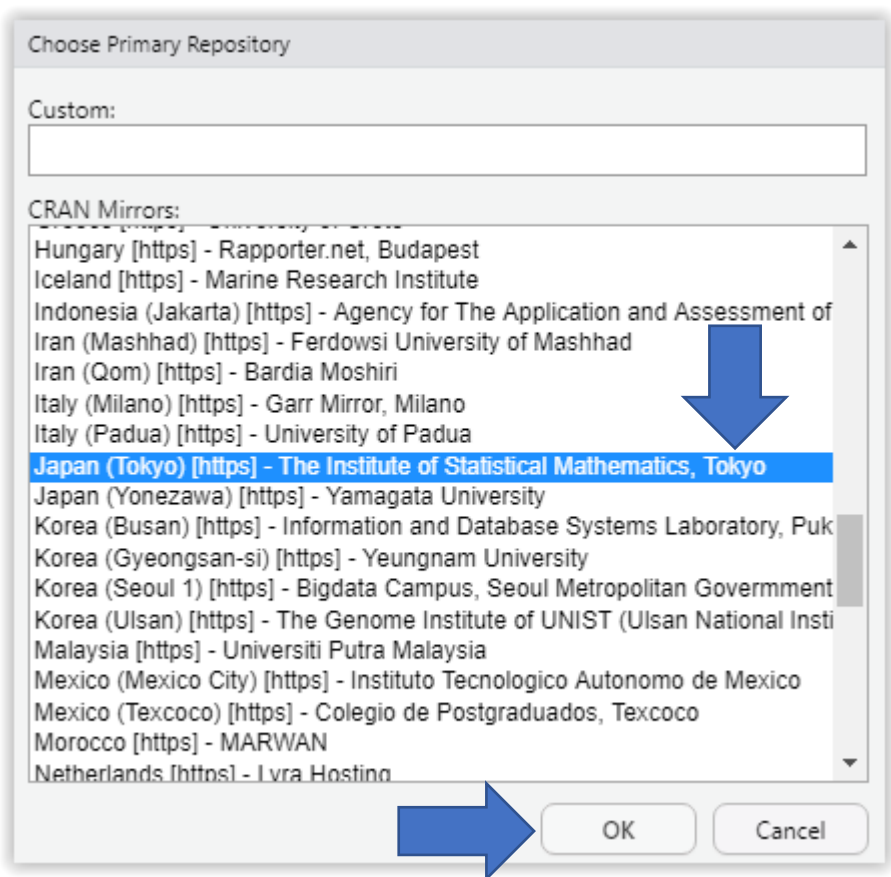 Choose Primary Repository
Custom:
CRAN Mirrors:
Hungary [https] - Rapporter.net, Budapest
Iceland [https] - Marine Research Institute
Indonesia (Jakarta) [https] - Agency for The Application and Assessment of
Iran (Mashhad) [https] - Ferdowsi University of Mashhad
Iran (Qom) [https] - Bardia Moshiri
Italy (Milano) [https] - Garr Mirror, Milano
Italy (Padua) [https] - University of Padua
Japan (Tokyo) [https] - The Institute of Statistical Mathematics, Tokyo
Japan (Yonezawa) [https] - Yamagata University
Korea (Busan) [https] - Information and Database Systems Laboratory, Puk
Korea (Gyeongsan-si) [https] - Yeungnam University
Korea (Seoul 1) [https] - Bigdata Campus, Seoul Metropolitan Govermment
Korea (Ulsan) [https] - The Genome Institute of UNIST (Ulsan National Insti
Malaysia [https] - Universiti Putra Malaysia
Mexico (Mexico City) [https] - Instituto Tecnologico Autonomo de Mexico
Mexico (Texcoco) [https] - Colegio de Postgraduados, Texcoco
Morocco [https] - MARWAN
Netherlands [https] - Lyra Hosting
OK
Cancel